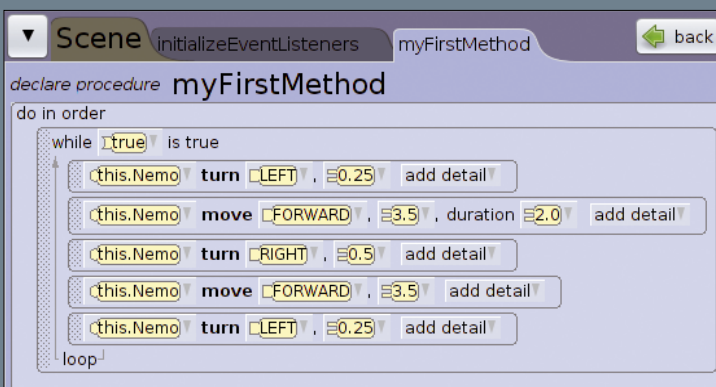 Scene initializeEventListeners myFirstMethod back
declare procedure myFirstMethod
do in order
while true is true
this.Nemo turn LEFT , 0.25 add detail
this.Nemo move FORWARD , 3.5 , duration 2.0 add detail
this.Nemo turn RIGHT , 0.5 add detail
this.Nemo move FORWARD , 3.5 add detail
this.Nemo turn LEFT , 0.25 add detail
loop